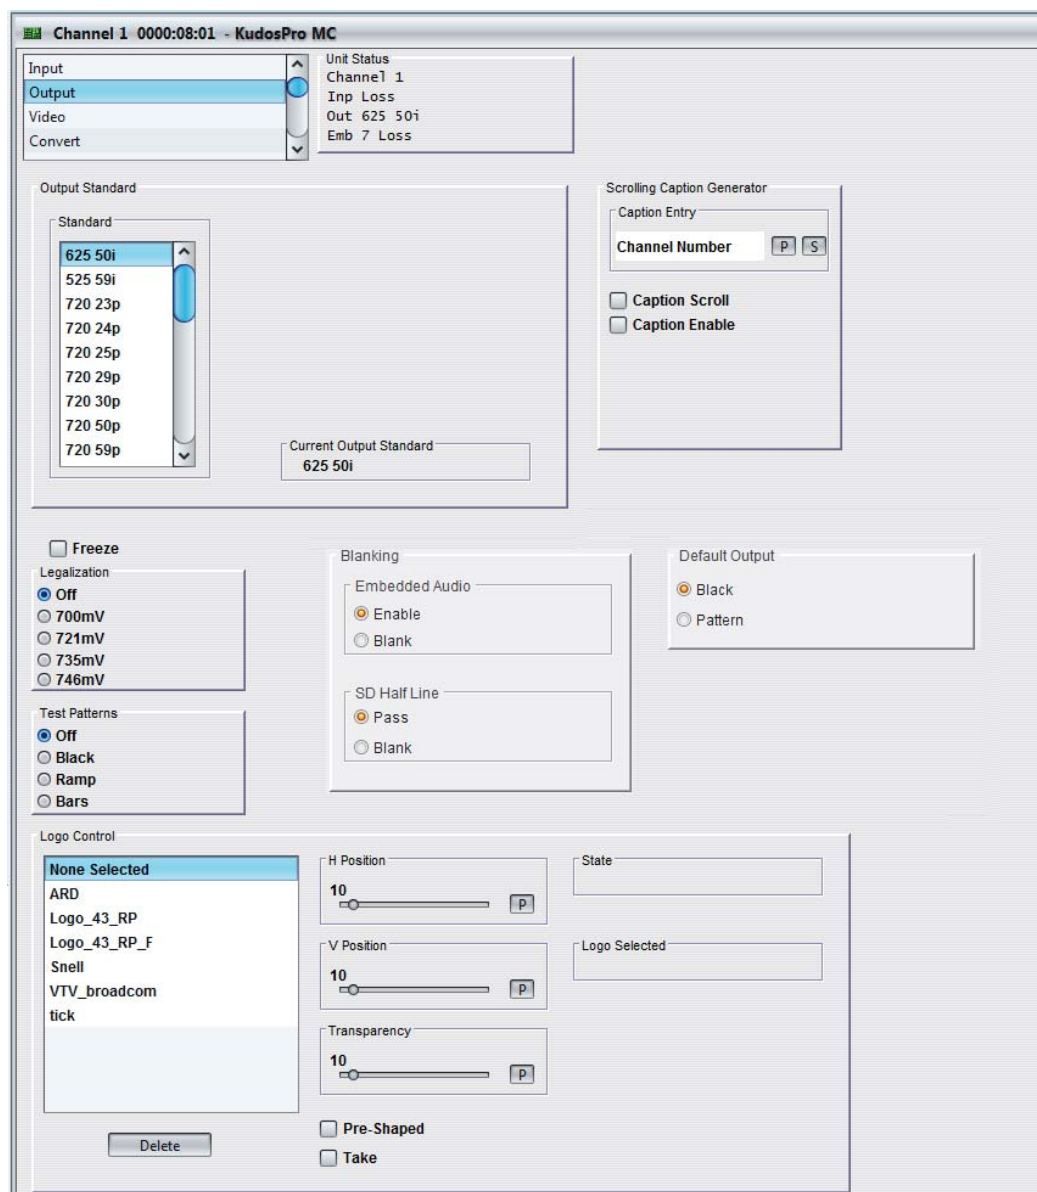 Channel 1 0000:08:01 - KudosPro MC
Input
Output
Video
Convert
Unit Status
Channel 1
Inp Loss
Out 625 50i
Emb 7 Loss
Output Standard
Standard
625 50i
525 59i
720 23p
720 24p
720 25p
720 29p
720 30p
720 50p
720 59p
Current Output Standard
625 50i
Scrolling Caption Generator
Caption Entry
Channel Number P S
Caption Scroll
Caption Enable
Freeze
Legalization
Off
700mV
721mV
735mV
746mV
Test Patterns
Off
Black
Ramp
Bars
Blanking
Embedded Audio
Enable
Blank
SD Half Line
Pass
Blank
Default Output
Black
Pattern
Logo Control
None Selected
ARD
Logo_43_RP
Logo_43_RP_F
Snell
VTV_broadcom
tick
Delete
H Position
10
P
V Position
10
P
Transparency
10
P
Pre-Shaped
Take
State
Logo Selected